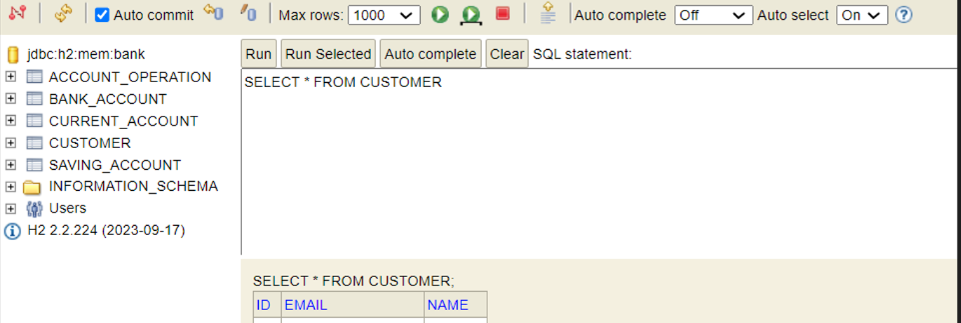 Auto commit Max rows: 1000 Auto complete Off Auto select On ?
jdbc:h2:mem:bank
ACCOUNT_OPERATION
BANK_ACCOUNT
CURRENT_ACCOUNT
CUSTOMER
SAVING_ACCOUNT
INFORMATION_SCHEMA
Users
H2 2.2.224 (2023-09-17)
Run Run Selected Auto complete Clear SQL statement:
SELECT * FROM CUSTOMER
SELECT * FROM CUSTOMER;
ID EMAIL NAME